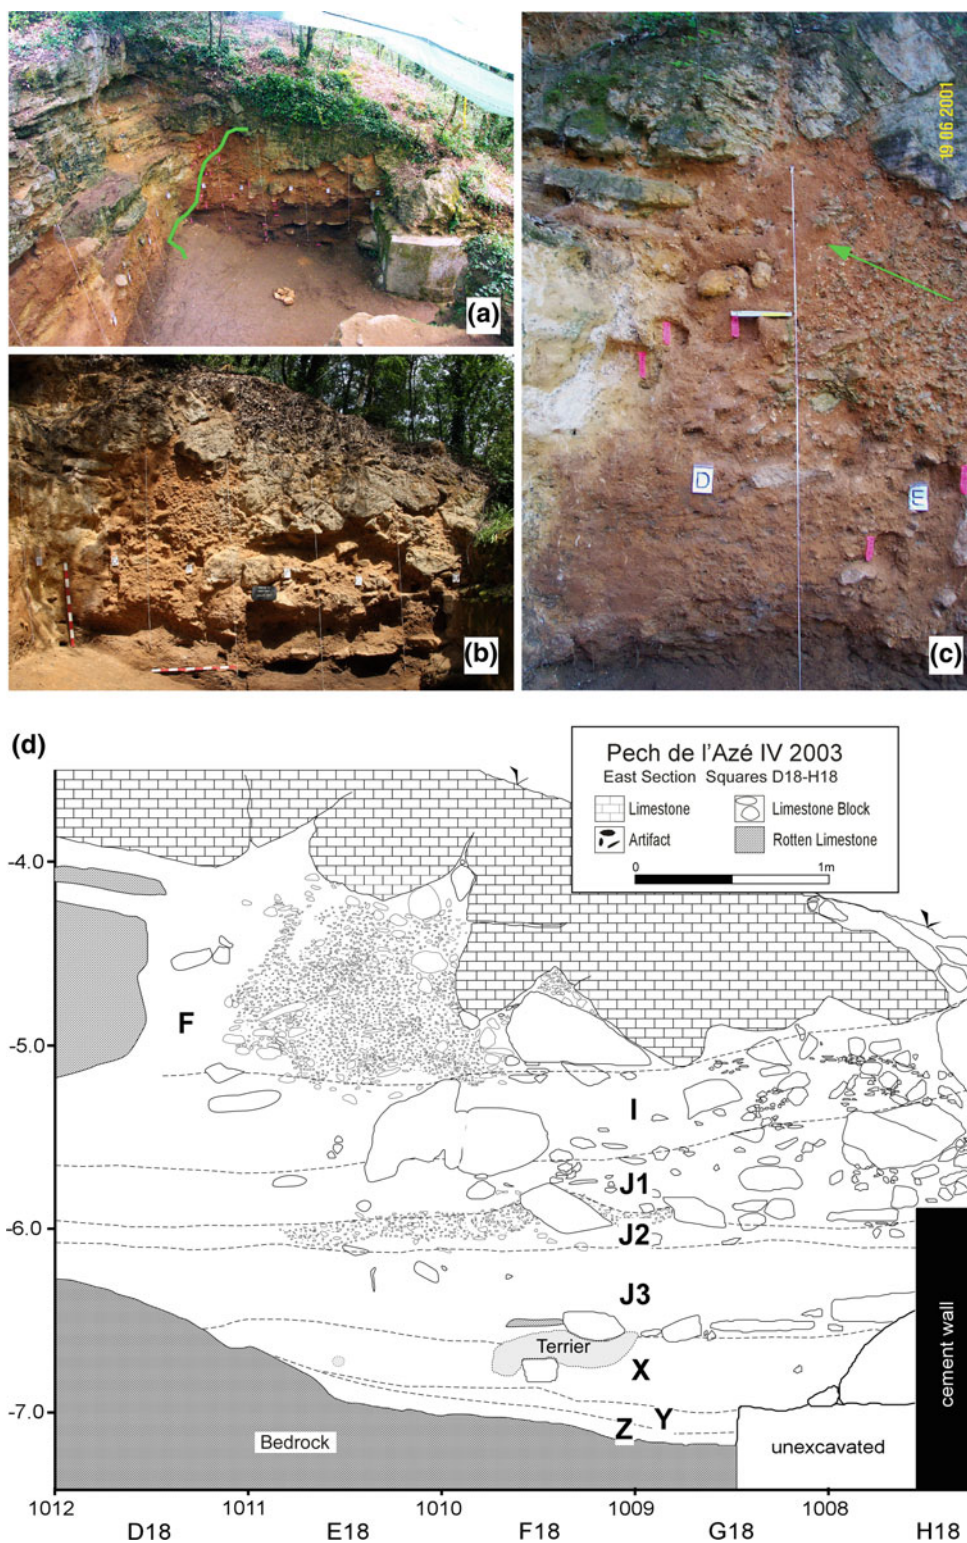 (a)
(b)
19 06 2001
D
E
(c)
(d)
Pech de l'Azé IV 2003
East Section Squares D18-H18
Limestone
Limestone Block
Artifact
Rotten Limestone
0 1m
-4.0
-5.0
-6.0
-7.0
F
I
J1
J2
J3
Terrier
X
Y
Z
Bedrock
unexcavated
cement wall
1012 1011 1010 1009 1008
D18 E18 F18 G18 H18